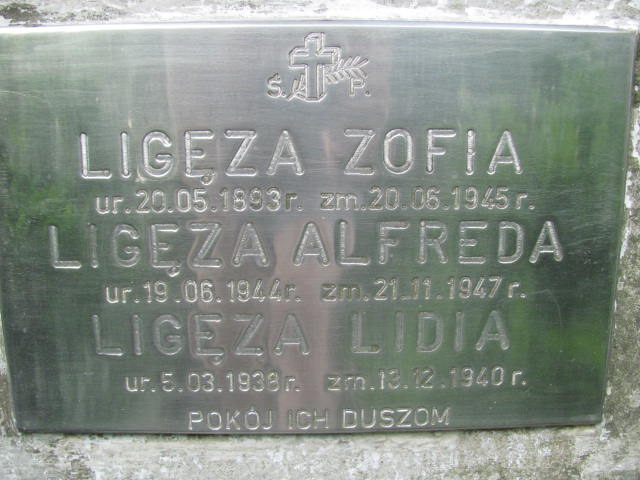 Ś. P.
LIGĘZA ZOFIA
ur. 20.05.1893 r. zm. 20.06.1945 r.
LIGĘZA ALFREDA
ur. 19.06.1944 r. zm. 21.11.1947 r.
LIGĘZA LIDIA
ur. 5.03.1938 r. zm. 13.12.1940 r.
POKÓJ ICH DUSZOM